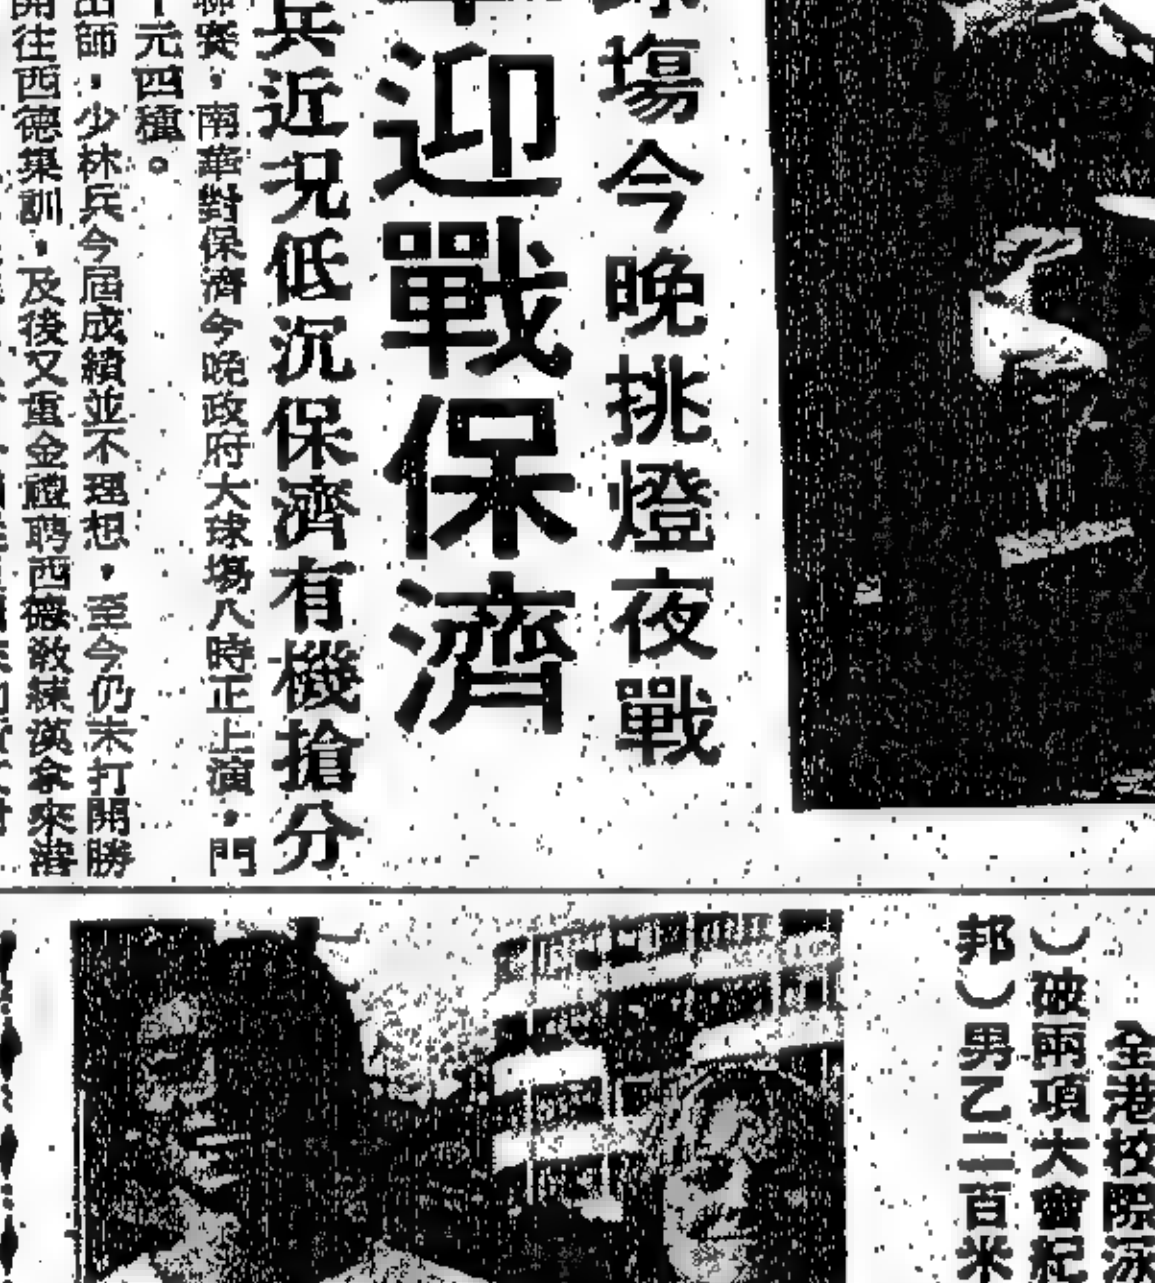 塲今晚挑燈夜戰
迎戰保濟
兵近況低沉保濟有機搶分
聯賽，南華對保濟今晚政府大球塲八時正上演，門
元四種。
出師，少林兵今屆成績並不理想，至今仍未打開勝
開往西德集訓，及後又重金禮聘西德教練漢拿來港
全港校際泳
）破兩項大會紀
邦）男乙二百米